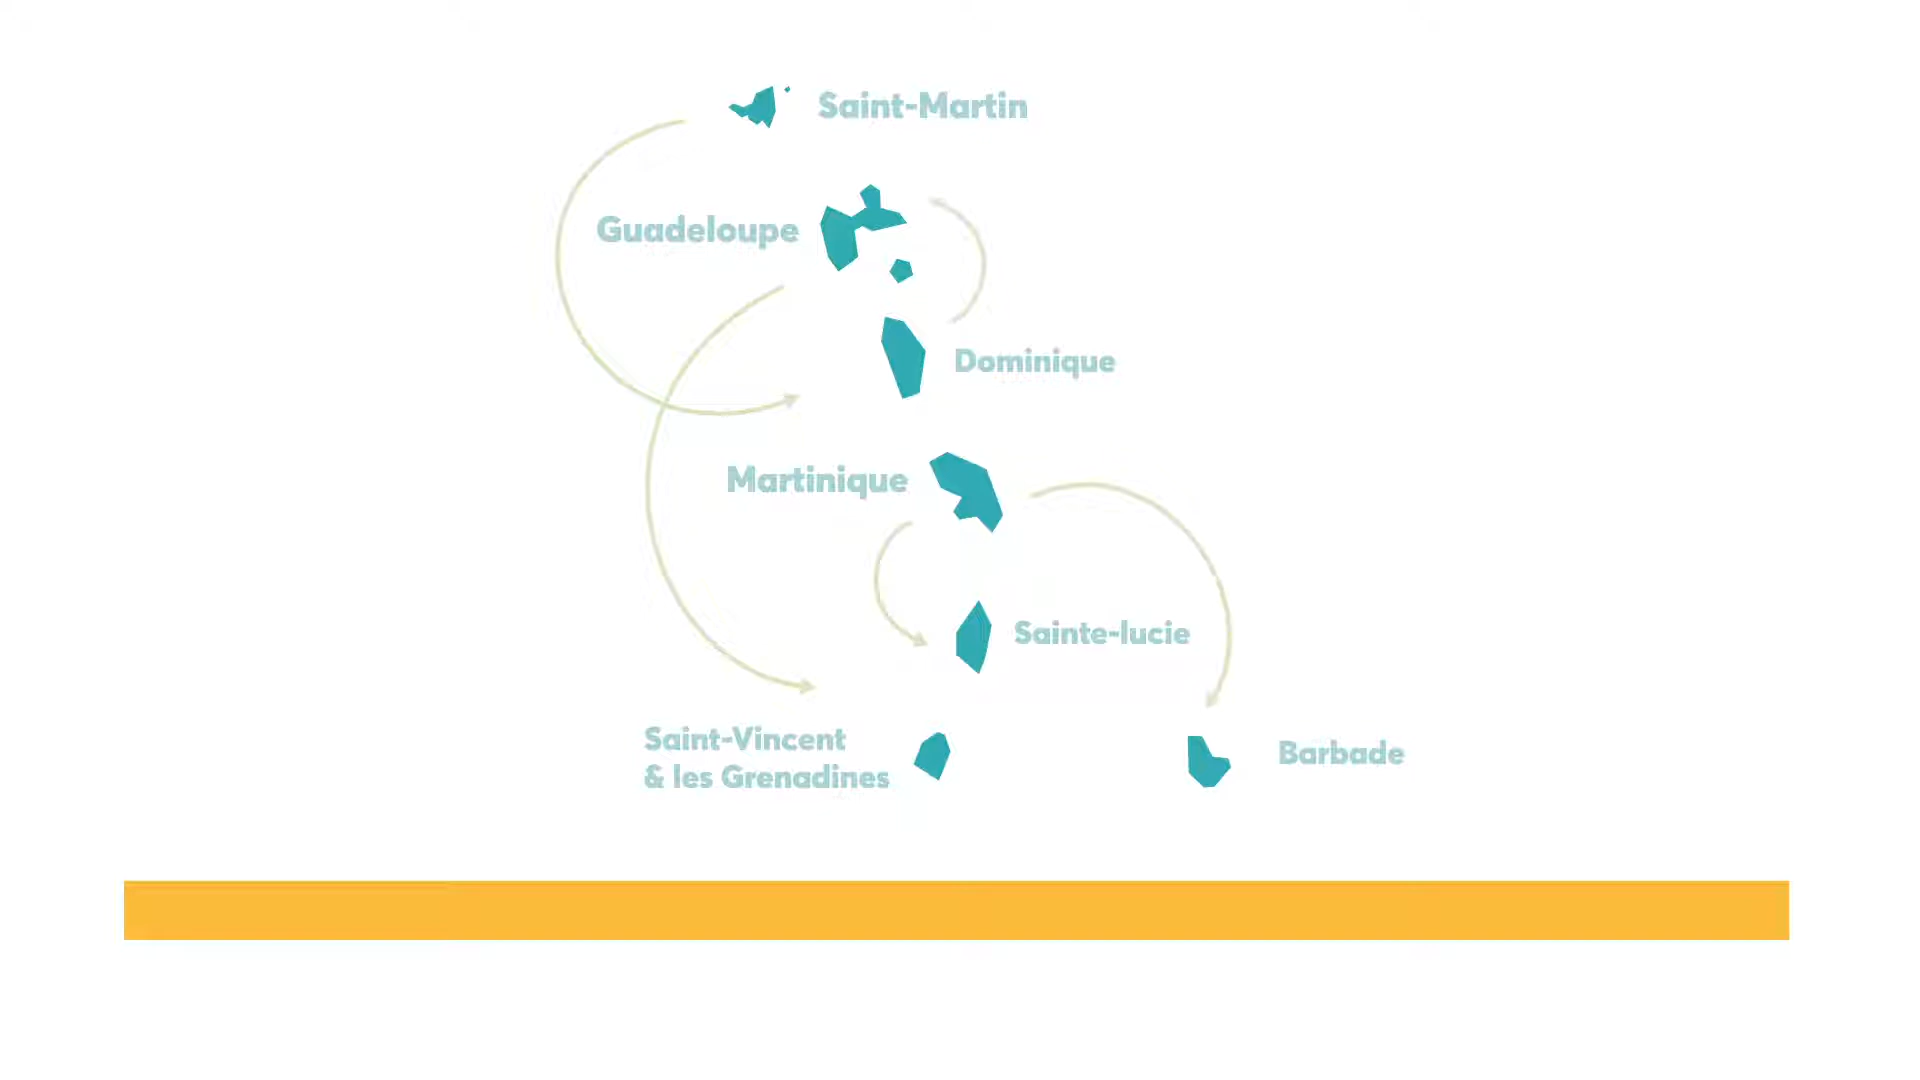 Saint-Martin
Guadeloupe
Dominique
Martinique
Sainte-lucie
Saint-Vincent
& les Grenadines
Barbade